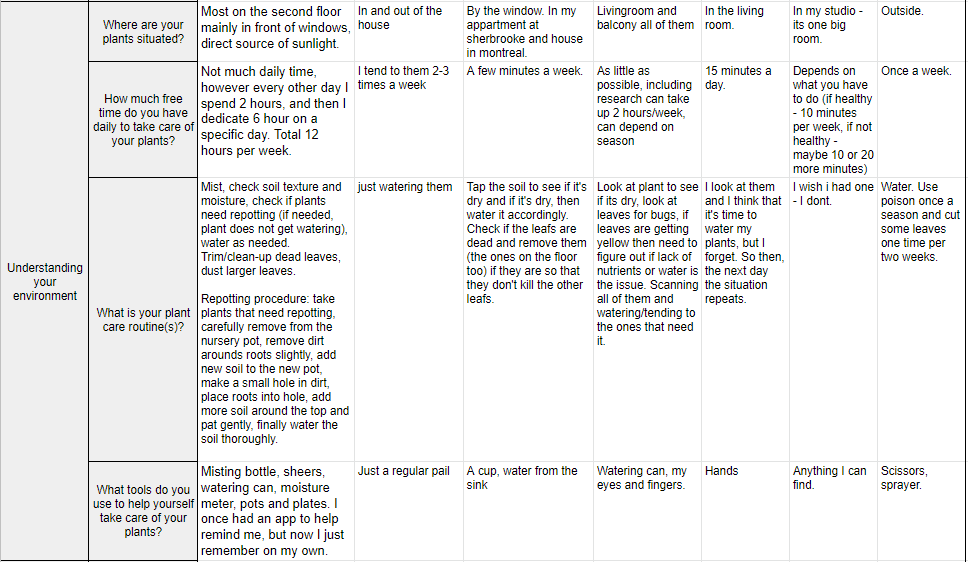 Where are your
plants situated?
Most on the second floor
mainly in front of windows,
direct source of sunlight.
In and out of the
house
By the window. In my
appartment at
sherbrooke and house
in montreal.
Livingroom and
balcony all of them
In the living
room.
In my studio -
its one big
room.
Outside.
Understanding
your
environment
How much free
time do you have
daily to take care of
your plants?
Not much daily time,
however every other day I
spend 2 hours, and then I
dedicate 6 hour on a
specific day. Total 12
hours per week.
I tend to them 2-3
times a week
A few minutes a week.
As little as
possible, including
research can take
up 2 hours/week,
can depend on
season
15 minutes a
day.
Depends on
what you have
to do (if healthy
- 10 minutes
per week, if not
healthy -
maybe 10 or 20
more minutes)
Once a week.
What is your plant
care routine(s)?
Mist, check soil texture and
moisture, check if plants
need repotting (if needed,
plant does not get watering),
water as needed.
Trim/clean-up dead leaves,
dust larger leaves.
Repotting procedure: take
plants that need repotting,
carefully remove from the
nursery pot, remove dirt
arounds roots slightly, add
new soil to the new pot,
make a small hole in dirt,
place roots into hole, add
more soil around the top and
pat gently, finally water the
soil thoroughly.
just watering them
Tap the soil to see if it's
dry and if it's dry, then
water it accordingly.
Check if the leafs are
dead and remove them
(the ones on the floor
too) if they are so that
they don't kill the other
leafs.
Look at plant to see
if its dry, look at
leaves for bugs, if
leaves are getting
yellow then need to
figure out if lack of
nutrients or water is
the issue. Scanning
all of them and
watering/tending to
the ones that need
it.
I look at them
and I think that
it's time to
water my
plants, but I
forget. So then,
the next day
the situation
repeats.
I wish i had one
- I dont.
Water. Use
poison once a
season and cut
some leaves
one time per
two weeks.
What tools do you
use to help yourself
take care of your
plants?
Misting bottle, sheers,
watering can, moisture
meter, pots and plates. I
once had an app to help
remind me, but now I just
remember on my own.
Just a regular pail
A cup, water from the
sink
Watering can, my
eyes and fingers.
Hands
Anything I can
find.
Scissors,
sprayer.